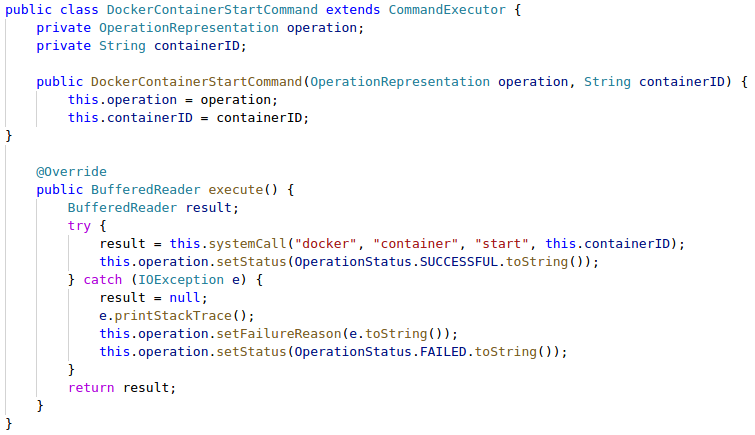 public class DockerContainerStartCommand extends CommandExecutor {
    private OperationRepresentation operation;
    private String containerID;

    public DockerContainerStartCommand(OperationRepresentation operation, String containerID) {
        this.operation = operation;
        this.containerID = containerID;
}

    @Override
    public BufferedReader execute() {
        BufferedReader result;
        try {
            result = this.systemCall("docker", "container", "start", this.containerID);
            this.operation.setStatus(OperationStatus.SUCCESSFUL.toString());
        } catch (IOException e) {
            result = null;
            e.printStackTrace();
            this.operation.setFailureReason(e.toString());
            this.operation.setStatus(OperationStatus.FAILED.toString());
        }
        return result;
    }
}